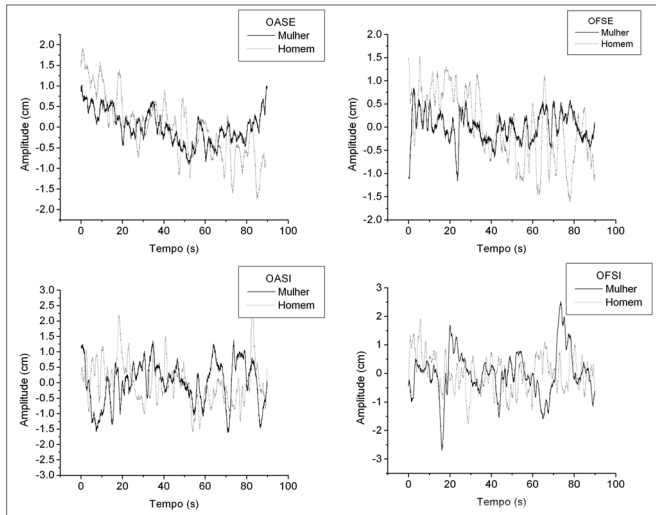 OASE
Mulher
Homem
2.0
1.5
1.0
0.5
0.0
-0.5
-1.0
-1.5
-2.0
Amplitude (cm)
0 20 40 60 80 100
Tempo (s)
OFSE
Mulher
Homem
2.0
1.5
1.0
0.5
0.0
-0.5
-1.0
-1.5
-2.0
Amplitude (cm)
0 20 40 60 80 100
Tempo (s)
OASI
Mulher
Homem
2.5
2.0
1.5
1.0
0.5
0.0
-0.5
-1.0
-1.5
-2.0
-2.5
-3.0
Amplitude (cm)
0 20 40 60 80 100
Tempo (s)
OFSI
Mulher
Homem
3
2
1
0
-1
-2
-3
Amplitude (cm)
0 20 40 60 80 100
Tempo (s)